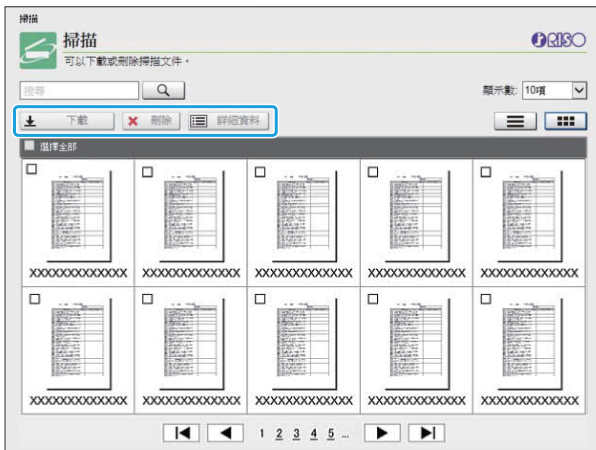 掃描
掃描
RISO
可以下載或刪除掃描文件。
搜尋
顯示數: 10項
下載 刪除 詳細資料
選擇全部
XXXXXXXXXXXXX XXXXXXXXXXXXX XXXXXXXXXXXXX XXXXXXXXXXXXX XXXXXXXXXXXXX
XXXXXXXXXXXXX XXXXXXXXXXXXX XXXXXXXXXXXXX XXXXXXXXXXXXX XXXXXXXXXXXXX
1 2 3 4 5 …